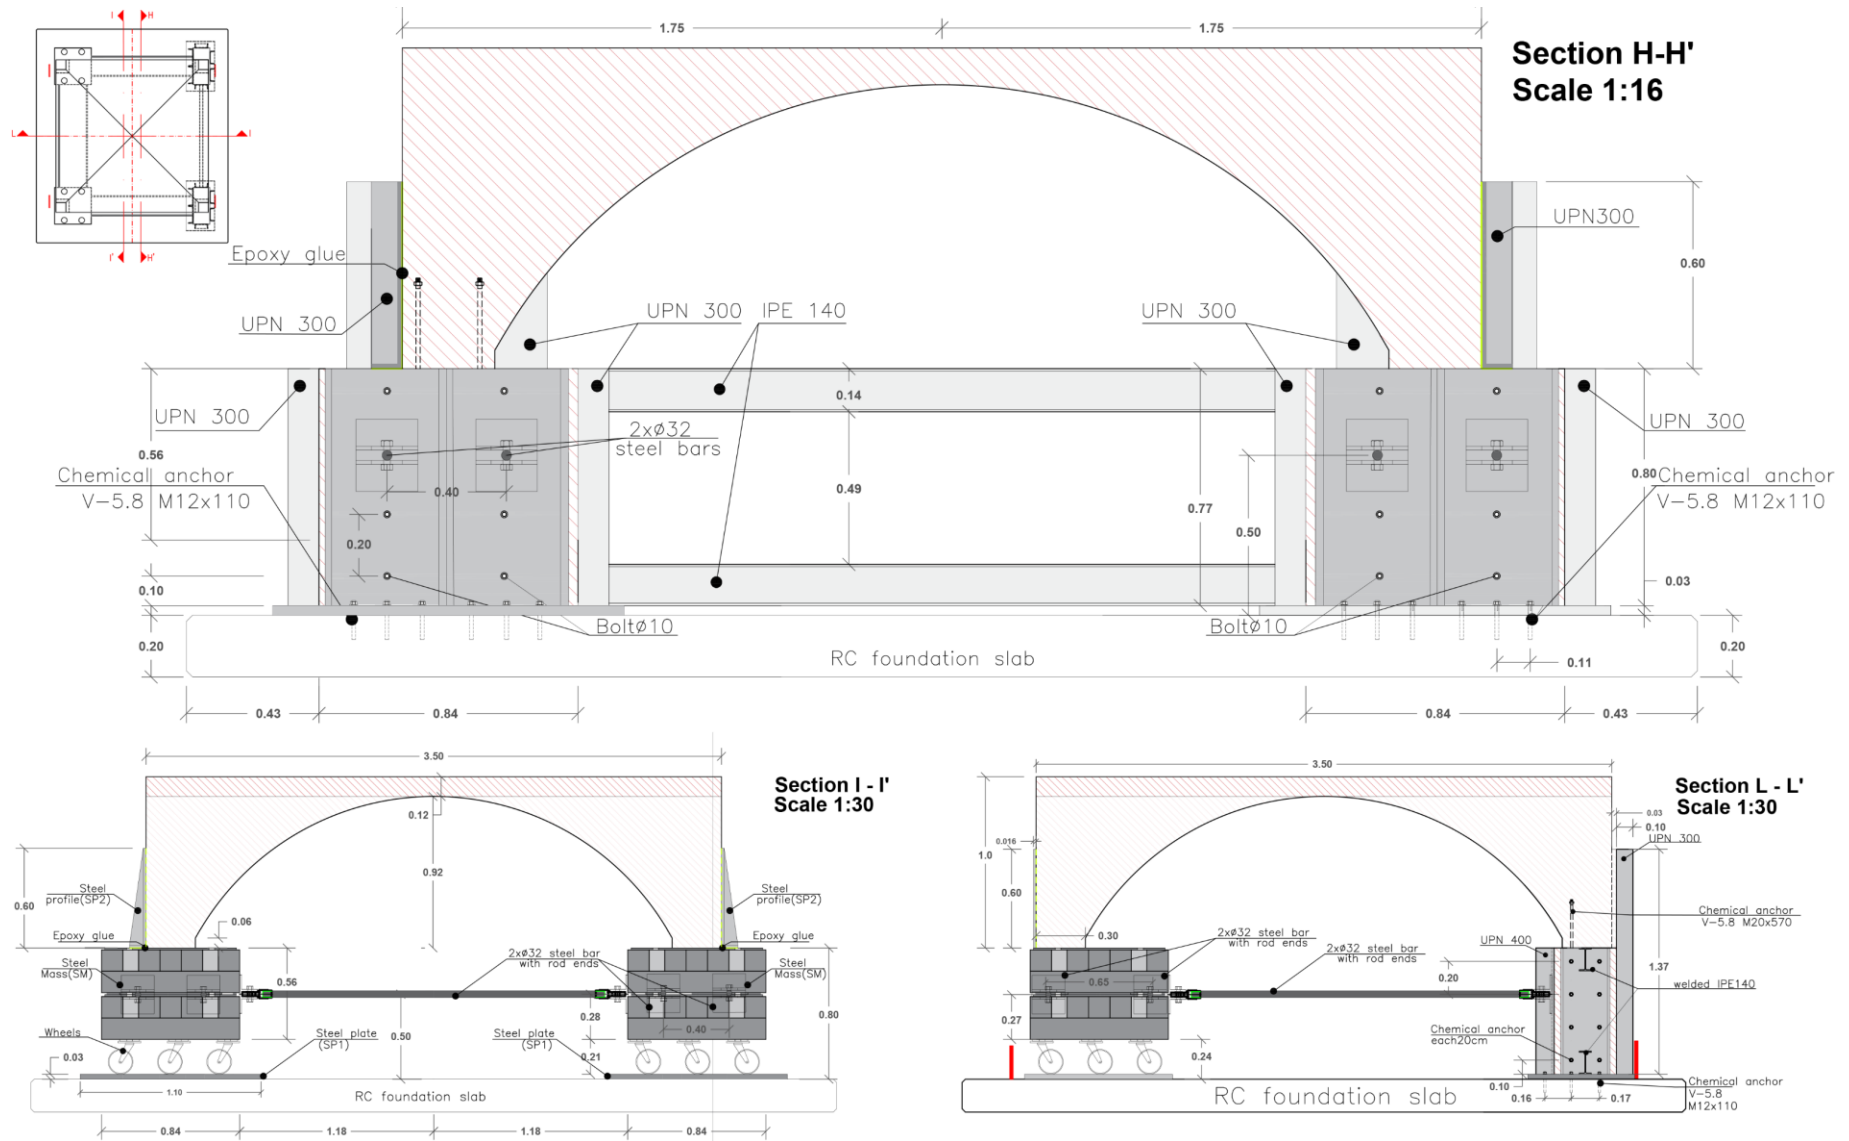 1.75
1.75
Section H-H'
Scale 1:16
I
H
L
I
I'
H'
Epoxy glue
UPN 300
UPN 300
IPE 140
UPN 300
UPN300
0.60
UPN 300
0.56
Chemical anchor
V-5.8 M12x110
2xø32
steel bars
0.40
0.20
0.10
0.14
0.49
0.77
0.50
UPN 300
0.80
Chemical anchor
V-5.8 M12x110
0.03
Boltø10
Boltø10
0.20
RC foundation slab
0.11
0.20
0.43
0.84
0.84
0.43
3.50
Section I - I'
Scale 1:30
0.12
0.92
0.60
Steel
profile(SP2)
Steel
profile(SP2)
0.06
Epoxy glue
Epoxy glue
Steel
Mass(SM)
2xø32 steel bar
with rod ends
Steel
Mass(SM)
0.56
Wheels
Steel plate
(SP1)
Steel plate
(SP1)
0.28
0.40
0.50
0.21
0.80
0.03
1.10
RC foundation slab
0.84
1.18
1.18
0.84
3.50
Section L - L'
Scale 1:30
0.03
0.10
UPN 300
0.016
1.0
0.60
0.30
Chemical anchor
V-5.8 M20x570
2xø32 steel bar
with rod ends
2xø32 steel bar
with rod ends
UPN 400
0.20
1.37
0.65
welded IPE140
0.27
Chemical anchor
each20cm
0.24
0.10
0.16
0.17
Chemical anchor
V-5.8
M12x110
RC foundation slab